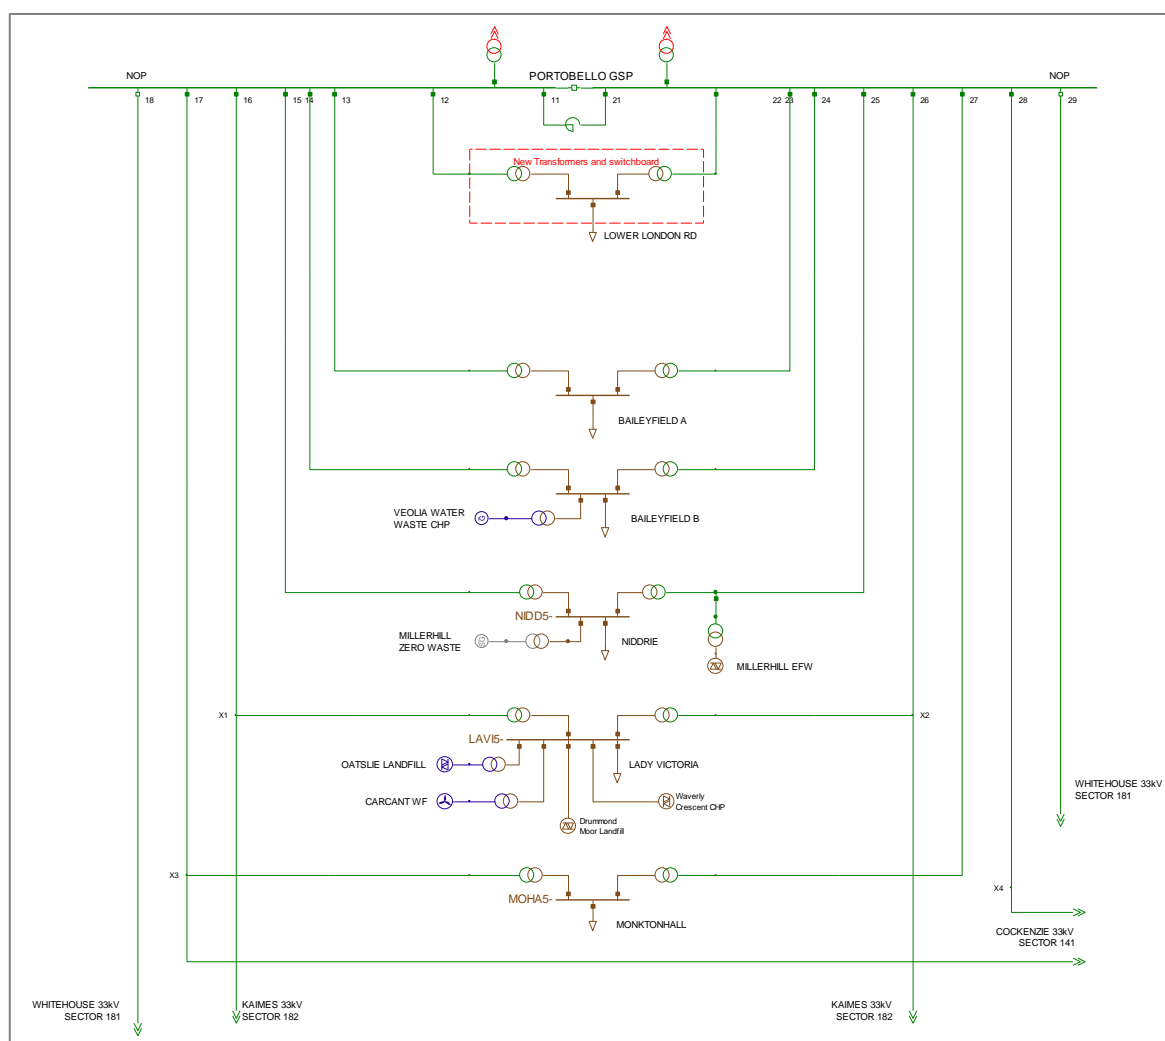 NOP
PORTOBELLO GSP
NOP
18
17
16
15
14
13
12
11
21
22
23
24
25
26
27
28
29
New Transformers and switchboard
LOWER LONDON RD
BAILEYFIELD A
VEOLIA WATER
WASTE CHP
BAILEYFIELD B
NIDD5-
MILLERHILL
ZERO WASTE
NIDDRIE
MILLERHILL EFW
X1
X2
LAVI5-
OATSLIE LANDFILL
LADY VICTORIA
CARCANT WF
Waverly
Crescent CHP
Drummond
Moor Landfill
WHITEHOUSE 33kV
SECTOR 181
X3
X4
MOHA5-
MONKTONHALL
COCKENZIE 33kV
SECTOR 141
WHITEHOUSE 33kV
SECTOR 181
KAIMES 33kV
SECTOR 182
KAIMES 33kV
SECTOR 182